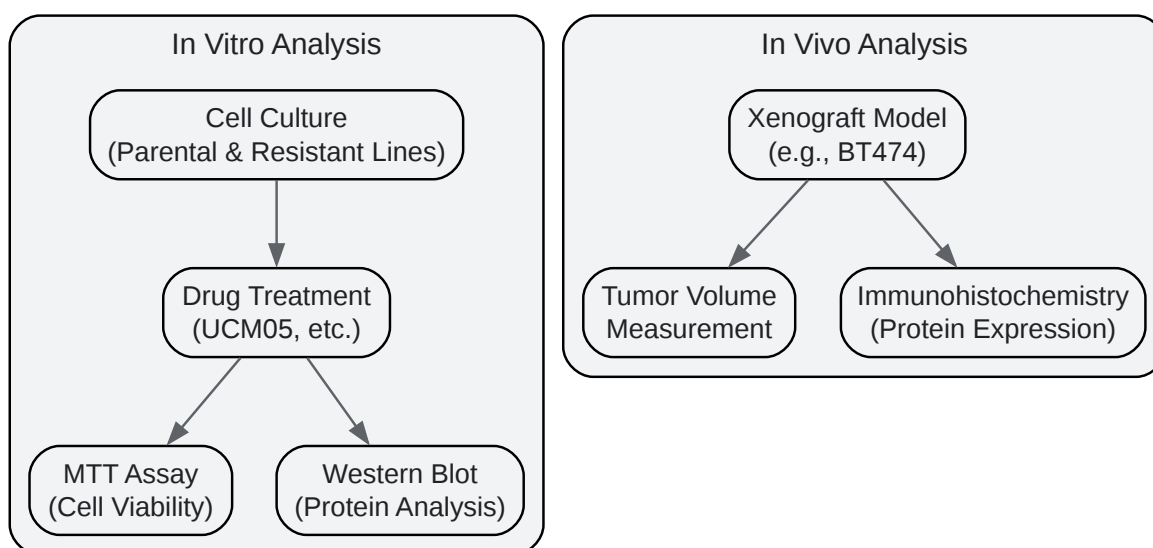 In Vitro Analysis
Cell Culture
(Parental & Resistant Lines)
Drug Treatment
(UCM05, etc.)
MTT Assay
(Cell Viability)
Western Blot
(Protein Analysis)
In Vivo Analysis
Xenograft Model
(e.g., BT474)
Tumor Volume
Measurement
Immunohistochemistry
(Protein Expression)